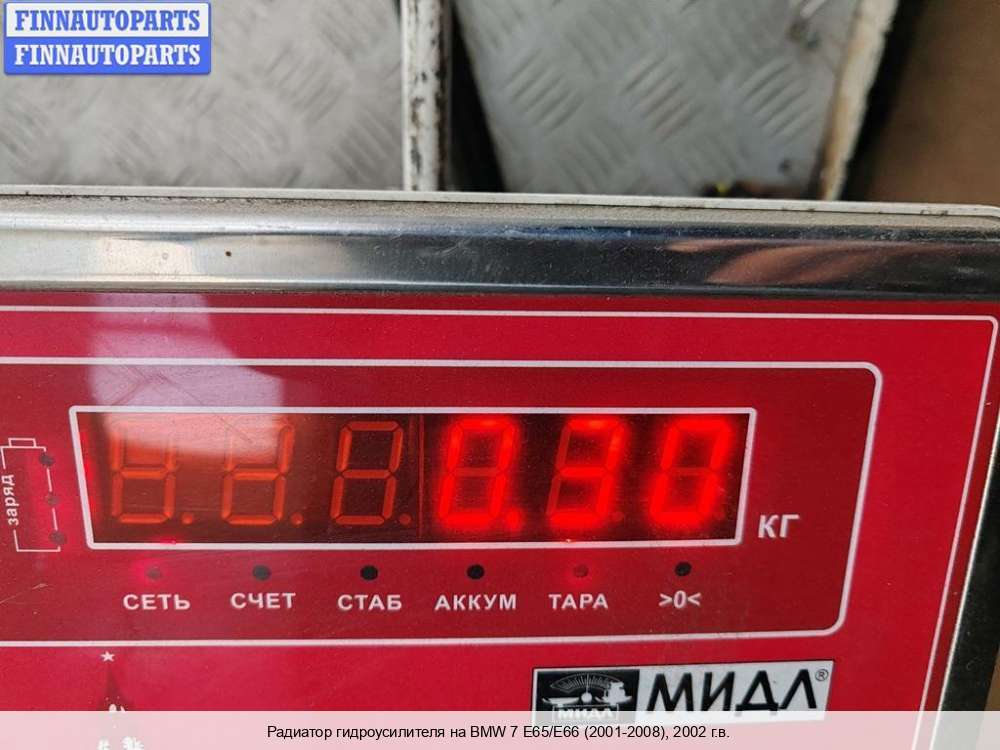 FINNAUTOPARTS
FINNAUTOPARTS
заряд
0.30
КГ
СЕТЬ СЧЕТ СТАБ АККУМ ТАРА >0<
МИДЛ®
МИДЛ
Радиатор гидроусилителя на BMW 7 E65/E66 (2001-2008), 2002 г.в.